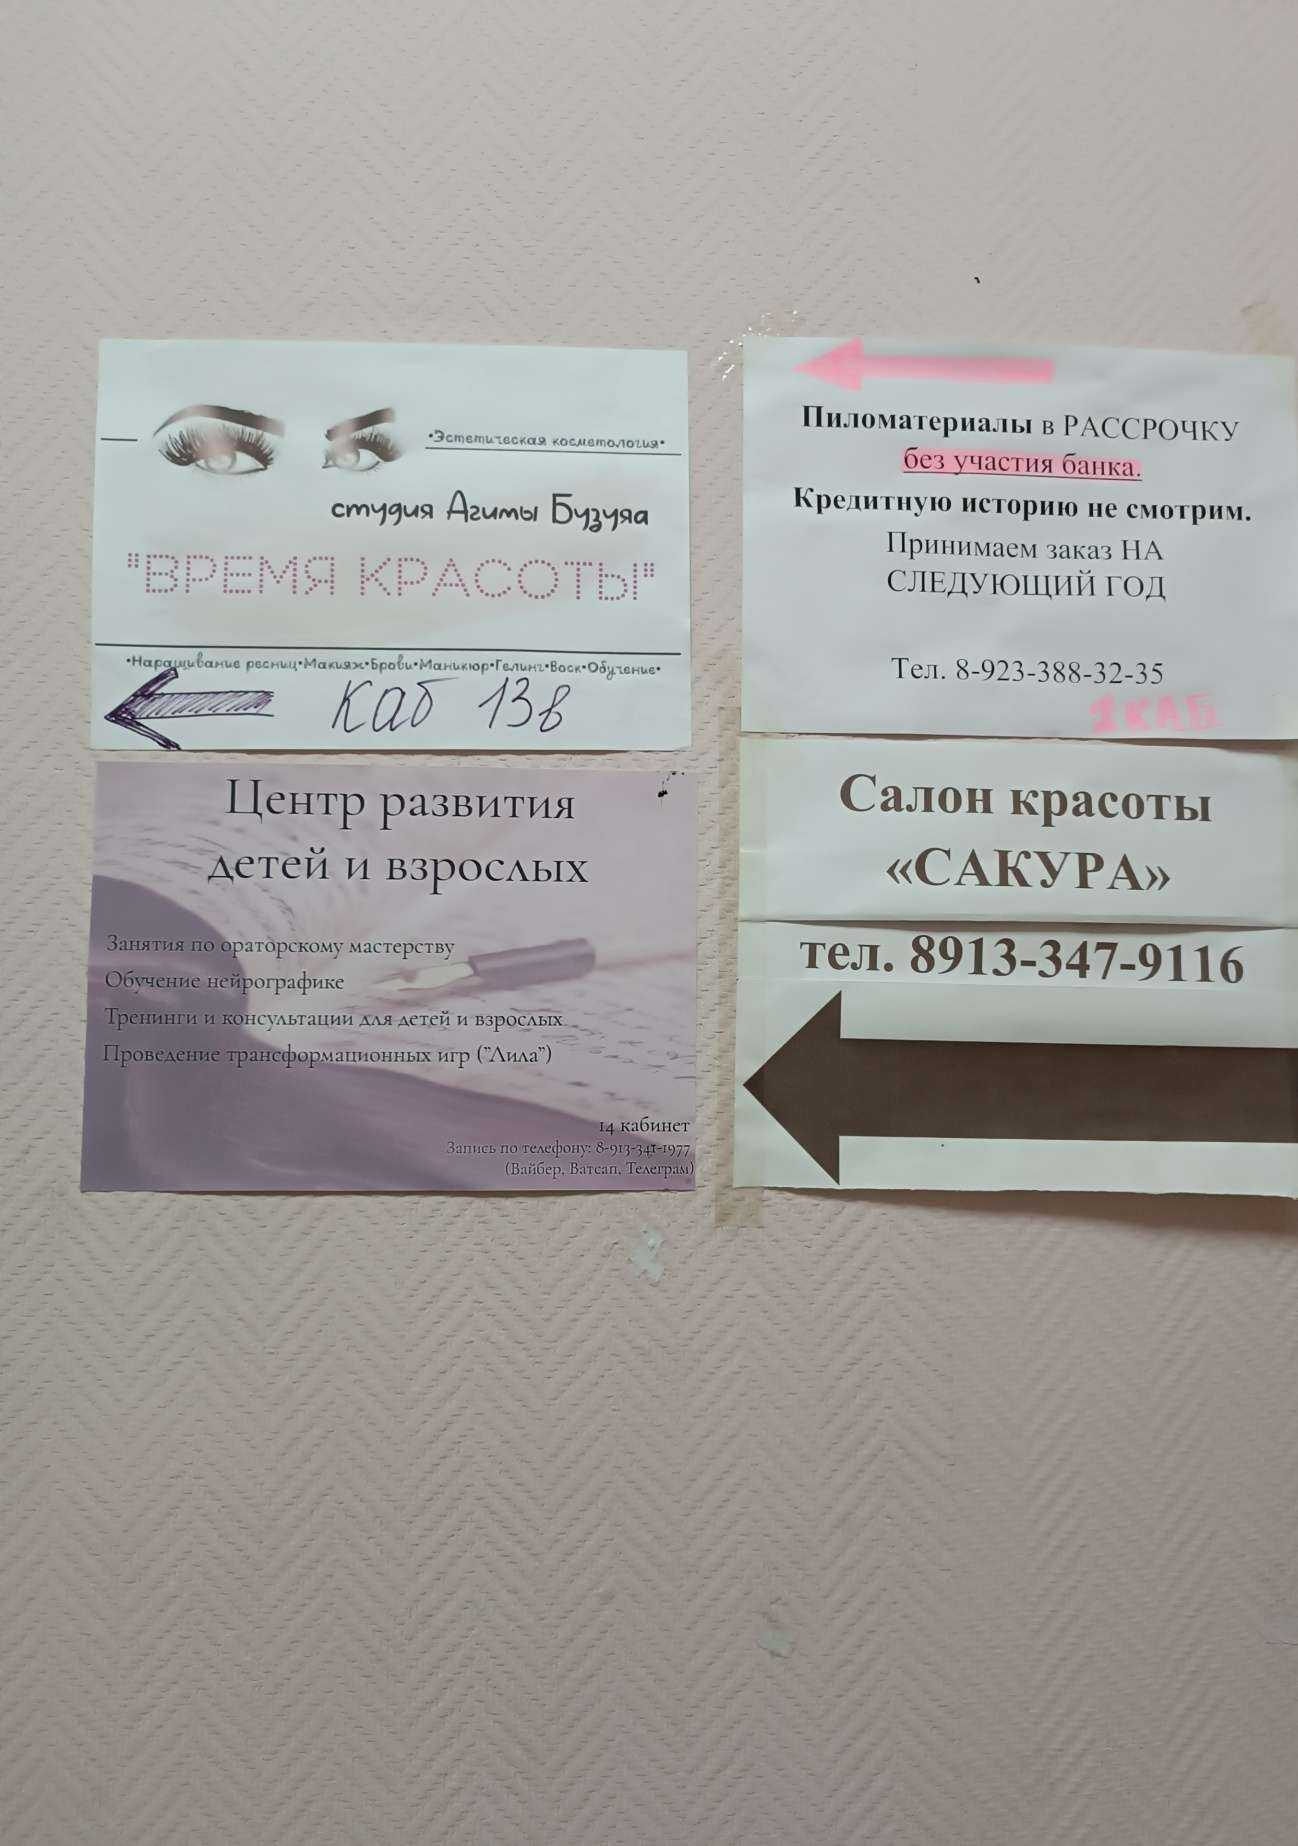 •Эстетическая косметология•
студия Агимы Бузуяа
"ВРЕМЯ КРАСОТЫ"
•Наращивание ресниц•Макияж•Брови•Маникюр•Гелинг•Воск•Обучение•
каб 13в
Пиломатериалы в РАССРОЧКУ
без участия банка.
Кредитную историю не смотрим.
Принимаем заказ НА
СЛЕДУЮЩИЙ ГОД
Тел. 8-923-388-32-35
1 КАБ
Центр развития
детей и взрослых
Занятия по ораторскому мастерству
Обучение нейрографике
Тренинги и консультации для детей и взрослых
Проведение трансформационных игр ("Лила")
14 кабинет
Запись по телефону: 8-913-341-1977
(Вайбер, Ватсап, Телеграм)
Салон красоты
«САКУРА»
тел. 8913-347-9116